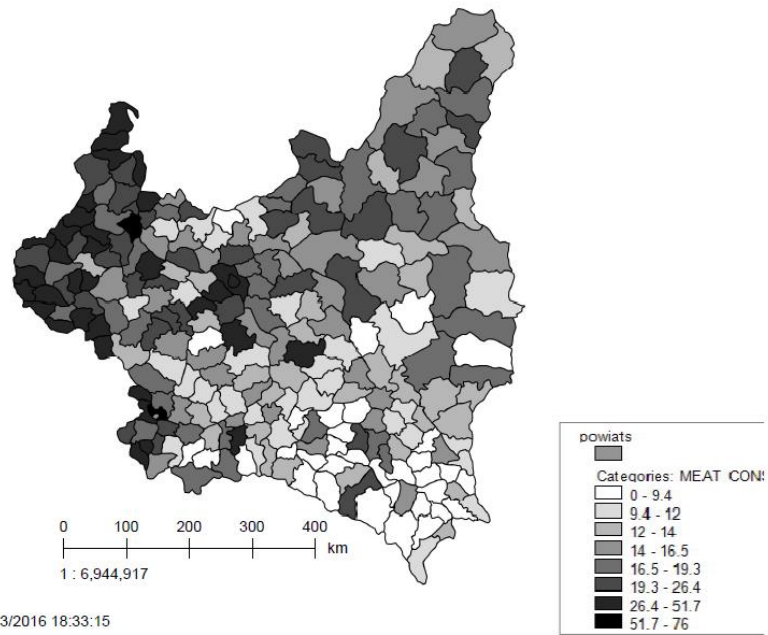 powiats
Categories: MEAT CONS
0 - 9.4
9.4 - 12
12 - 14
14 - 16.5
16.5 - 19.3
19.3 - 26.4
26.4 - 51.7
51.7 - 76
0 100 200 300 400
km
1 : 6,944,917
3/2016 18:33:15